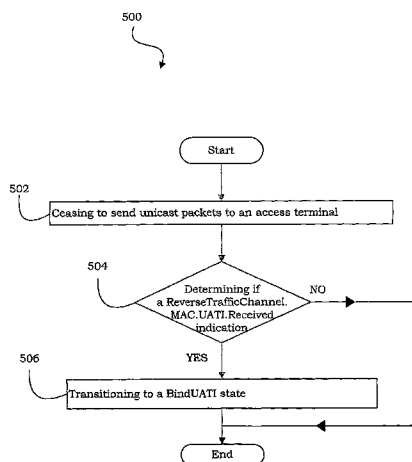 500
Start
502
Ceasing to send unicast packets to an access terminal
504
Determining if
a ReverseTrafficChannel.
MAC.UATI.Received
indication
NO
YES
506
Transitioning to a BindUATI state
End